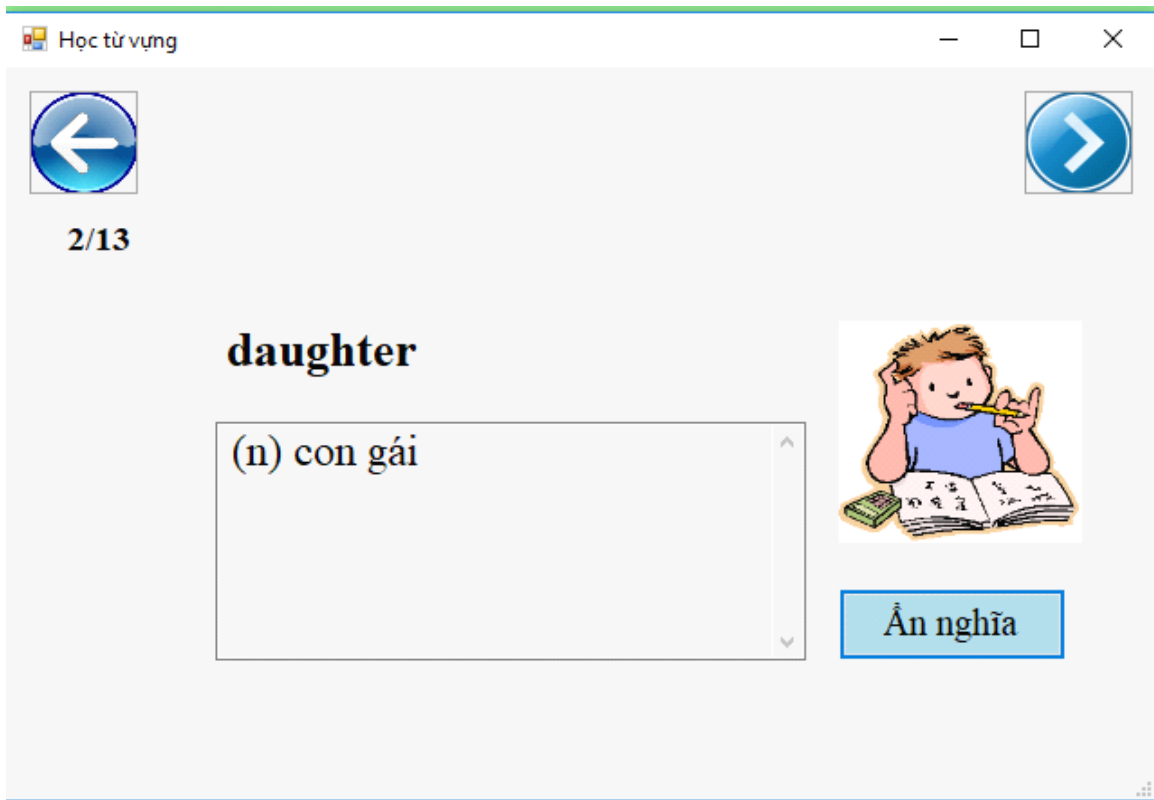 Học từ vựng
2/13
daughter
(n) con gái
Ẩn nghĩa